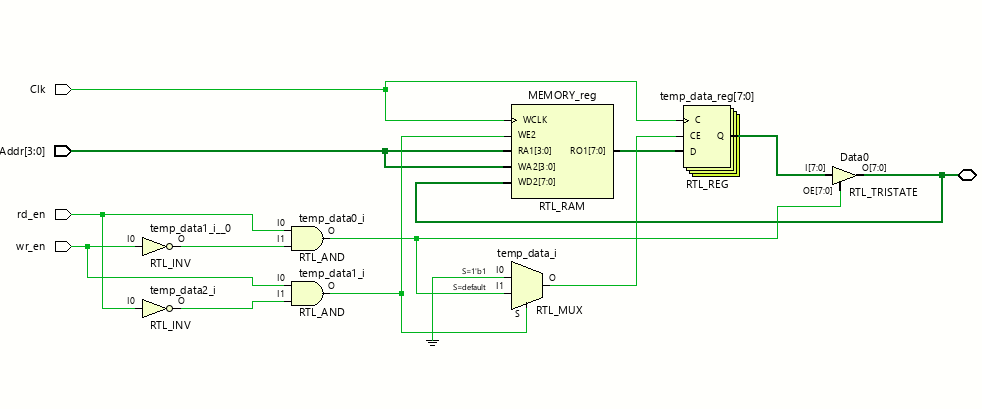 Clk
MEMORY_reg
WCLK
WE2
RA1[3:0]
RO1[7:0]
WA2[3:0]
WD2[7:0]
RTL_RAM
temp_data_reg[7:0]
C
CE
Q
D
RTL_REG
Addr[3:0]
Data0
I[7:0]
O[7:0]
OE[7:0]
RTL_TRISTATE
rd_en
wr_en
temp_data1_i__0
I0
O
RTL_INV
temp_data0_i
I0
O
I1
RTL_AND
temp_data1_i
I0
O
I1
RTL_AND
temp_data2_i
I0
O
RTL_INV
temp_data_i
S=1'b1
I0
O
S=default
I1
S
RTL_MUX